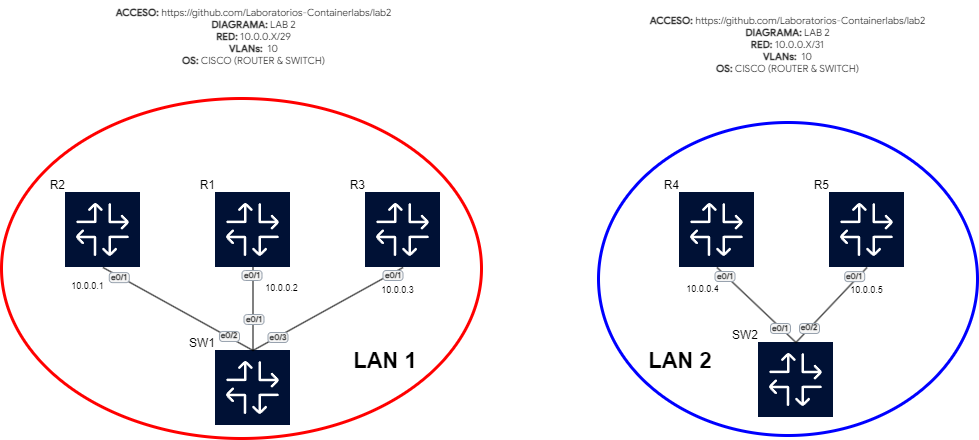 ACCESO: https://github.com/Laboratorios-Containerlabs/lab2
DIAGRAMA: LAB 2
RED: 10.0.0.X/29
VLANs: 10
OS: CISCO (ROUTER & SWITCH)
R2
R1
R3
e0/1
e0/1
e0/1
10.0.0.1
10.0.0.2
10.0.0.3
e0/2
e0/1
e0/3
SW1
LAN 1
ACCESO: https://github.com/Laboratorios-Containerlabs/lab2
DIAGRAMA: LAB 2
RED: 10.0.0.X/31
VLANs: 10
OS: CISCO (ROUTER & SWITCH)
R4
R5
e0/1
e0/1
10.0.0.4
10.0.0.5
e0/1
e0/2
SW2
LAN 2